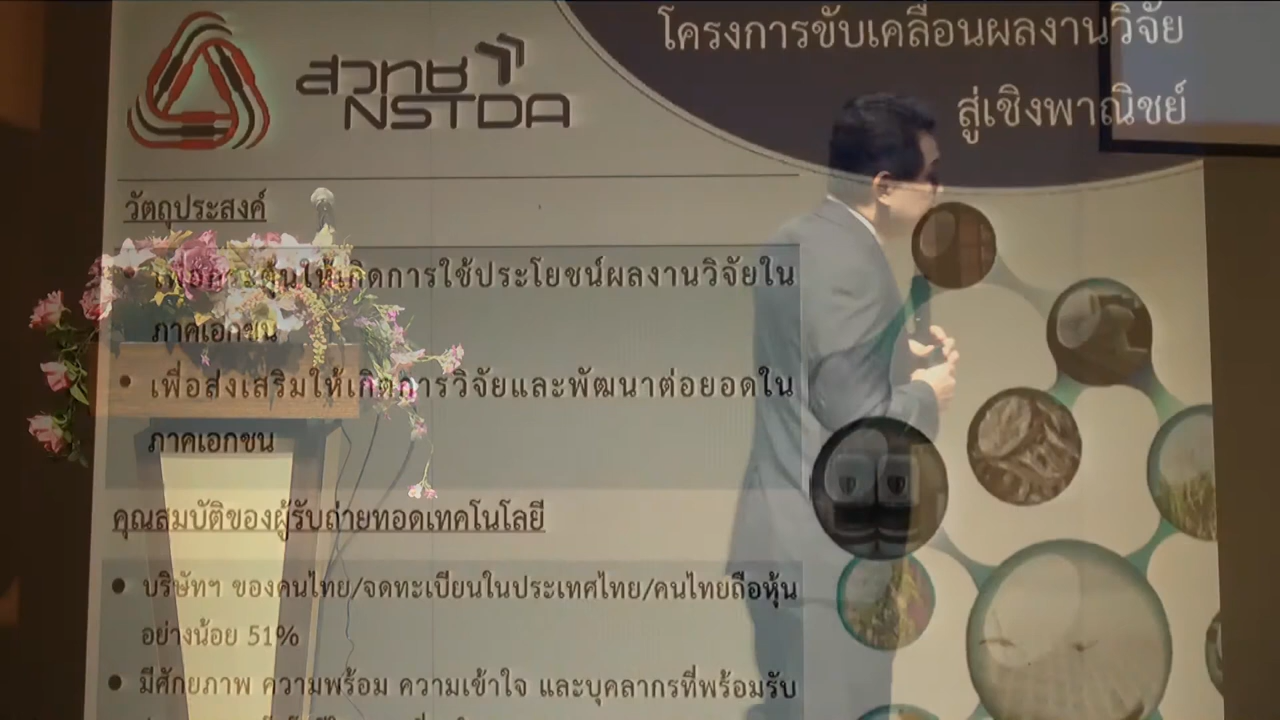 สวทช
NSTDA
โครงการขับเคลื่อนผลงานวิจัย
สู่เชิงพาณิชย์
วัตถุประสงค์
• เพื่อกระตุ้นให้เกิดการใช้ประโยชน์ผลงานวิจัยใน
ภาคเอกชน
• เพื่อส่งเสริมให้เกิดการวิจัยและพัฒนาต่อยอดใน
ภาคเอกชน
คุณสมบัติของผู้รับถ่ายทอดเทคโนโลยี
• บริษัทฯ ของคนไทย/จดทะเบียนในประเทศไทย/คนไทยถือหุ้น
อย่างน้อย 51%
• มีศักยภาพ ความพร้อม ความเข้าใจ และบุคลากรที่พร้อมรับ